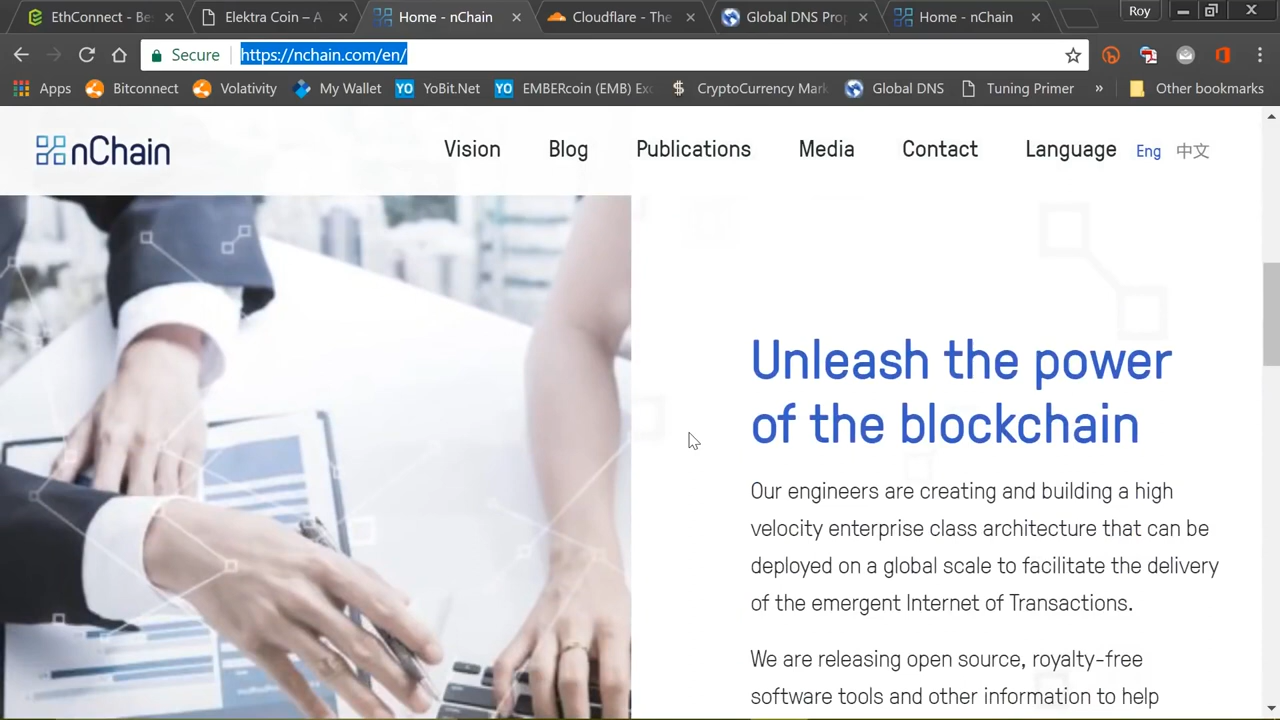 EthConnect - Be
Elektra Coin – A
Home - nChain
Cloudflare - The
Global DNS Prop
Home - nChain
Roy
Secure
https://nchain.com/en/
Apps
Bitconnect
Volativity
My Wallet
YO YoBit.Net
YO EMBERcoin (EMB) Exc
$ CryptoCurrency Mark
Global DNS
Tuning Primer
»
Other bookmarks
nChain
Vision
Blog
Publications
Media
Contact
Language
Eng
中文
Unleash the power
of the blockchain
Our engineers are creating and building a high
velocity enterprise class architecture that can be
deployed on a global scale to facilitate the delivery
of the emergent Internet of Transactions.
We are releasing open source, royalty-free
software tools and other information to help